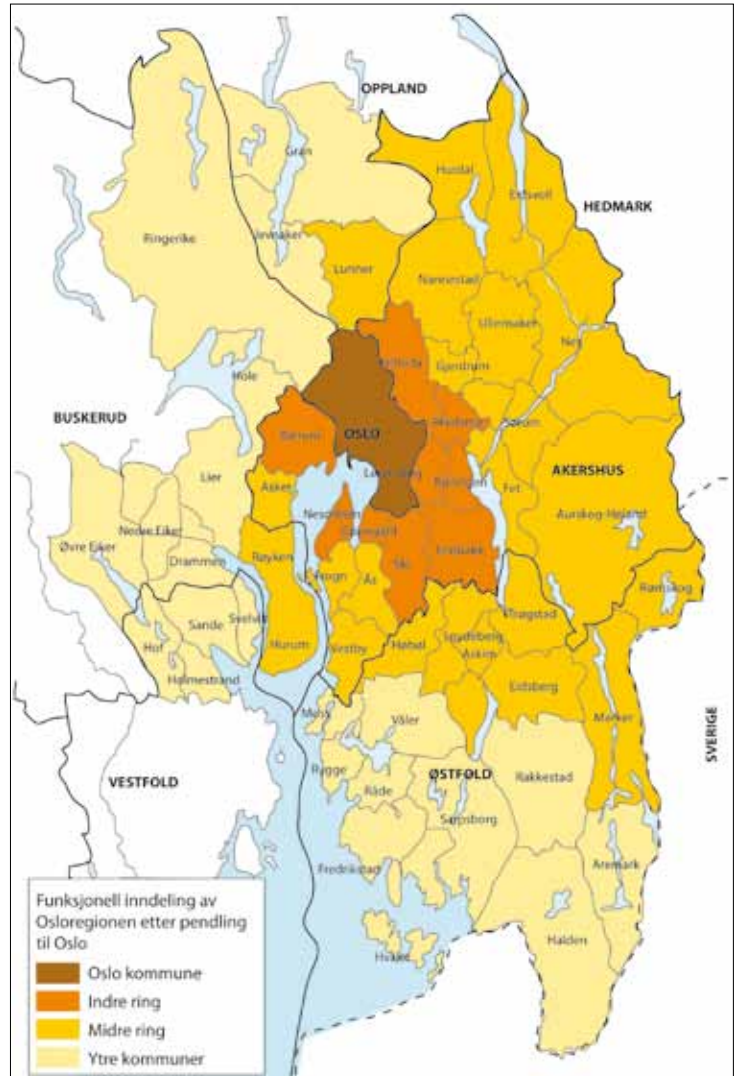 OPPLAND
Gran
Hurdal
Eidsvoll
HEDMARK
Ringerike
Jevnaker
Lunner
Nannestad
Ullensaker
Nes
Hole
Gjerdrum
BUSKERUD
Bærum
OSLO
Sørum
Lier
AKERSHUS
Asker
Rælingen
Fet
Aurskog-Høland
Nesodden
Oppegård
Nedre Eiker
Øvre Eiker
Røyken
Ski
Enebakk
Drammen
Frogn
Ås
Rømskog
Trøgstad
Sande
Svelvik
Hof
Hurum
Vestby
Hobøl
Spydeberg
Askim
Holmestrand
Eidsberg
Marker
Moss
Våler
SVERIGE
VESTFOLD
Rygge
ØSTFOLD
Rakkestad
Råde
Sarpsborg
Aremark
Fredrikstad
Halden
Hvaler
Funksjonell inndeling av
Osloregionen etter pendling
til Oslo
Oslo kommune
Indre ring
Midre ring
Ytre kommuner